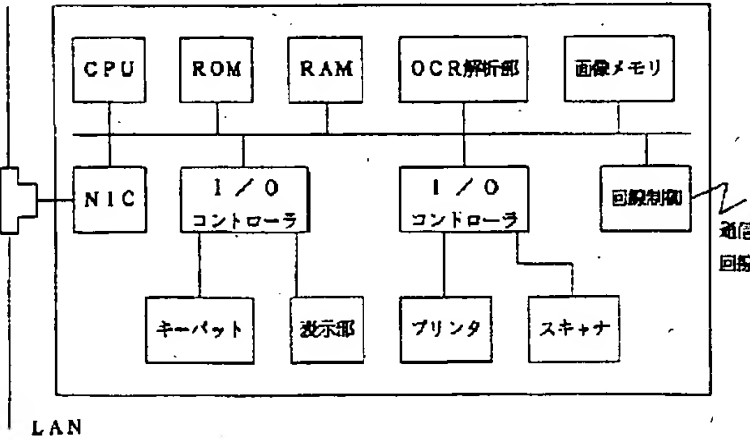 CPU
ROM
RAM
OCR解析部
画像メモリ
NIC
I/O
コントローラ
I/O
コントローラ
回線制御
通信
回線
キーパット
表示部
プリンタ
スキャナ
LAN